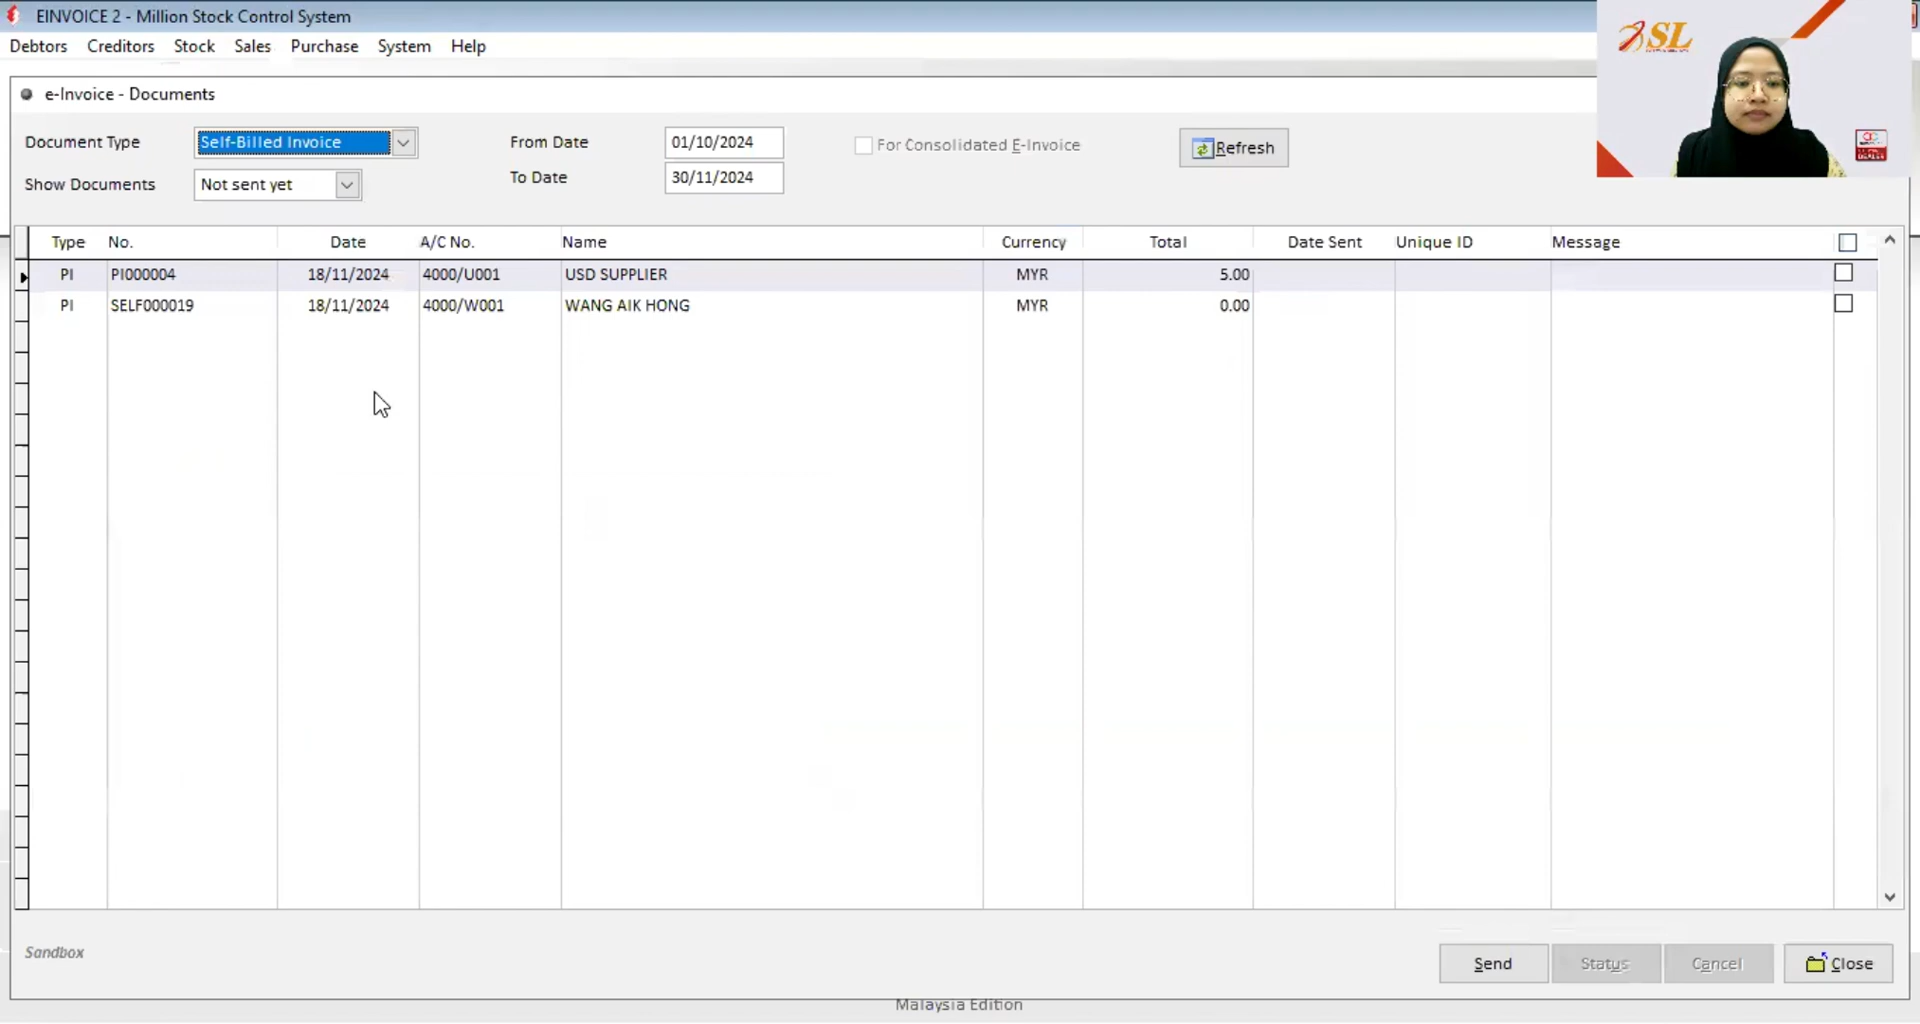 EINVOICE 2 - Million Stock Control System
Debtors Creditors Stock Sales Purchase System Help
SL
e-Invoice - Documents
Document Type Self-Billed Invoice From Date 01/10/2024 For Consolidated E-Invoice Refresh
Show Documents Not sent yet To Date 30/11/2024
Type No. Date A/C No. Name Currency Total Date Sent Unique ID Message
PI PI000004 18/11/2024 4000/U001 USD SUPPLIER MYR 5.00
PI SELF000019 18/11/2024 4000/W001 WANG AIK HONG MYR 0.00
Sandbox
Send Status Cancel Close
Malaysia Edition